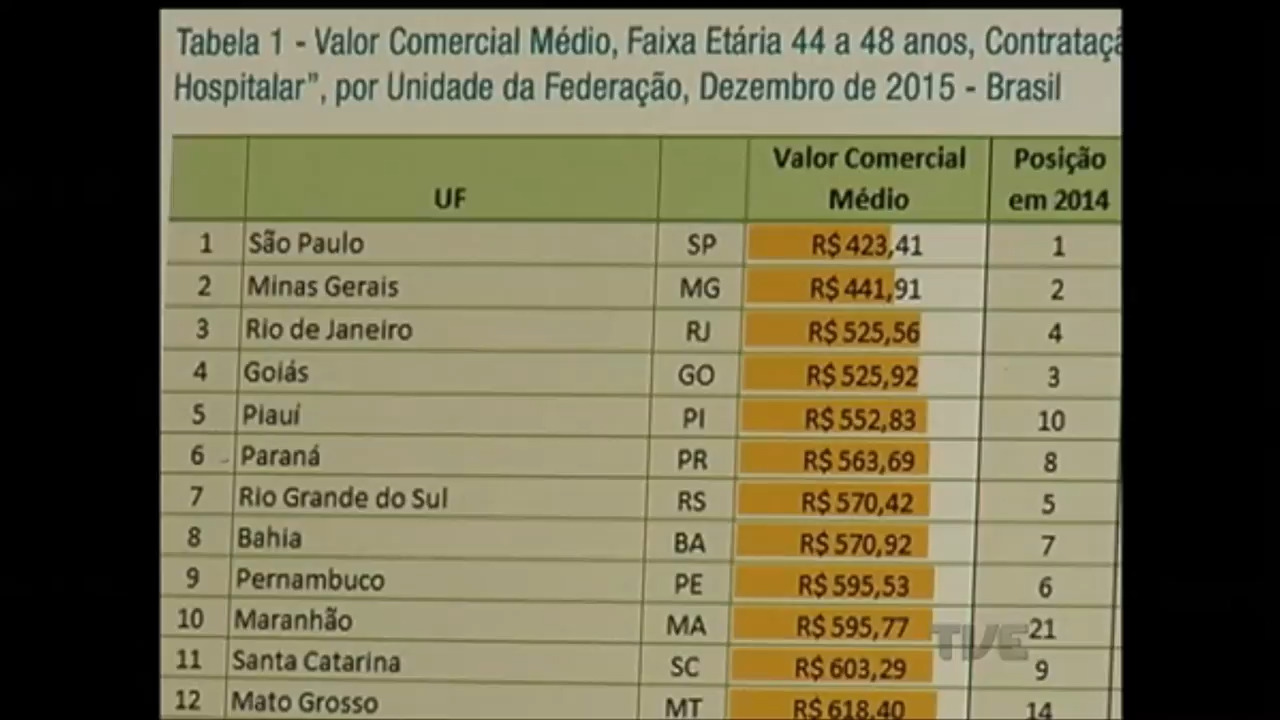 Tabela 1 - Valor Comercial Médio, Faixa Etária 44 a 48 anos, Contrataçã
Hospitalar", por Unidade da Federação, Dezembro de 2015 - Brasil
UF Valor Comercial Médio Posição em 2014
1 São Paulo SP R$ 423,41 1
2 Minas Gerais MG R$ 441,91 2
3 Rio de Janeiro RJ R$ 525,56 4
4 Goiás GO R$ 525,92 3
5 Piauí PI R$ 552,83 10
6 Paraná PR R$ 563,69 8
7 Rio Grande do Sul RS R$ 570,42 5
8 Bahia BA R$ 570,92 7
9 Pernambuco PE R$ 595,53 6
10 Maranhão MA R$ 595,77 21
11 Santa Catarina SC R$ 603,29 9
12 Mato Grosso MT R$ 618,40 14
TVE